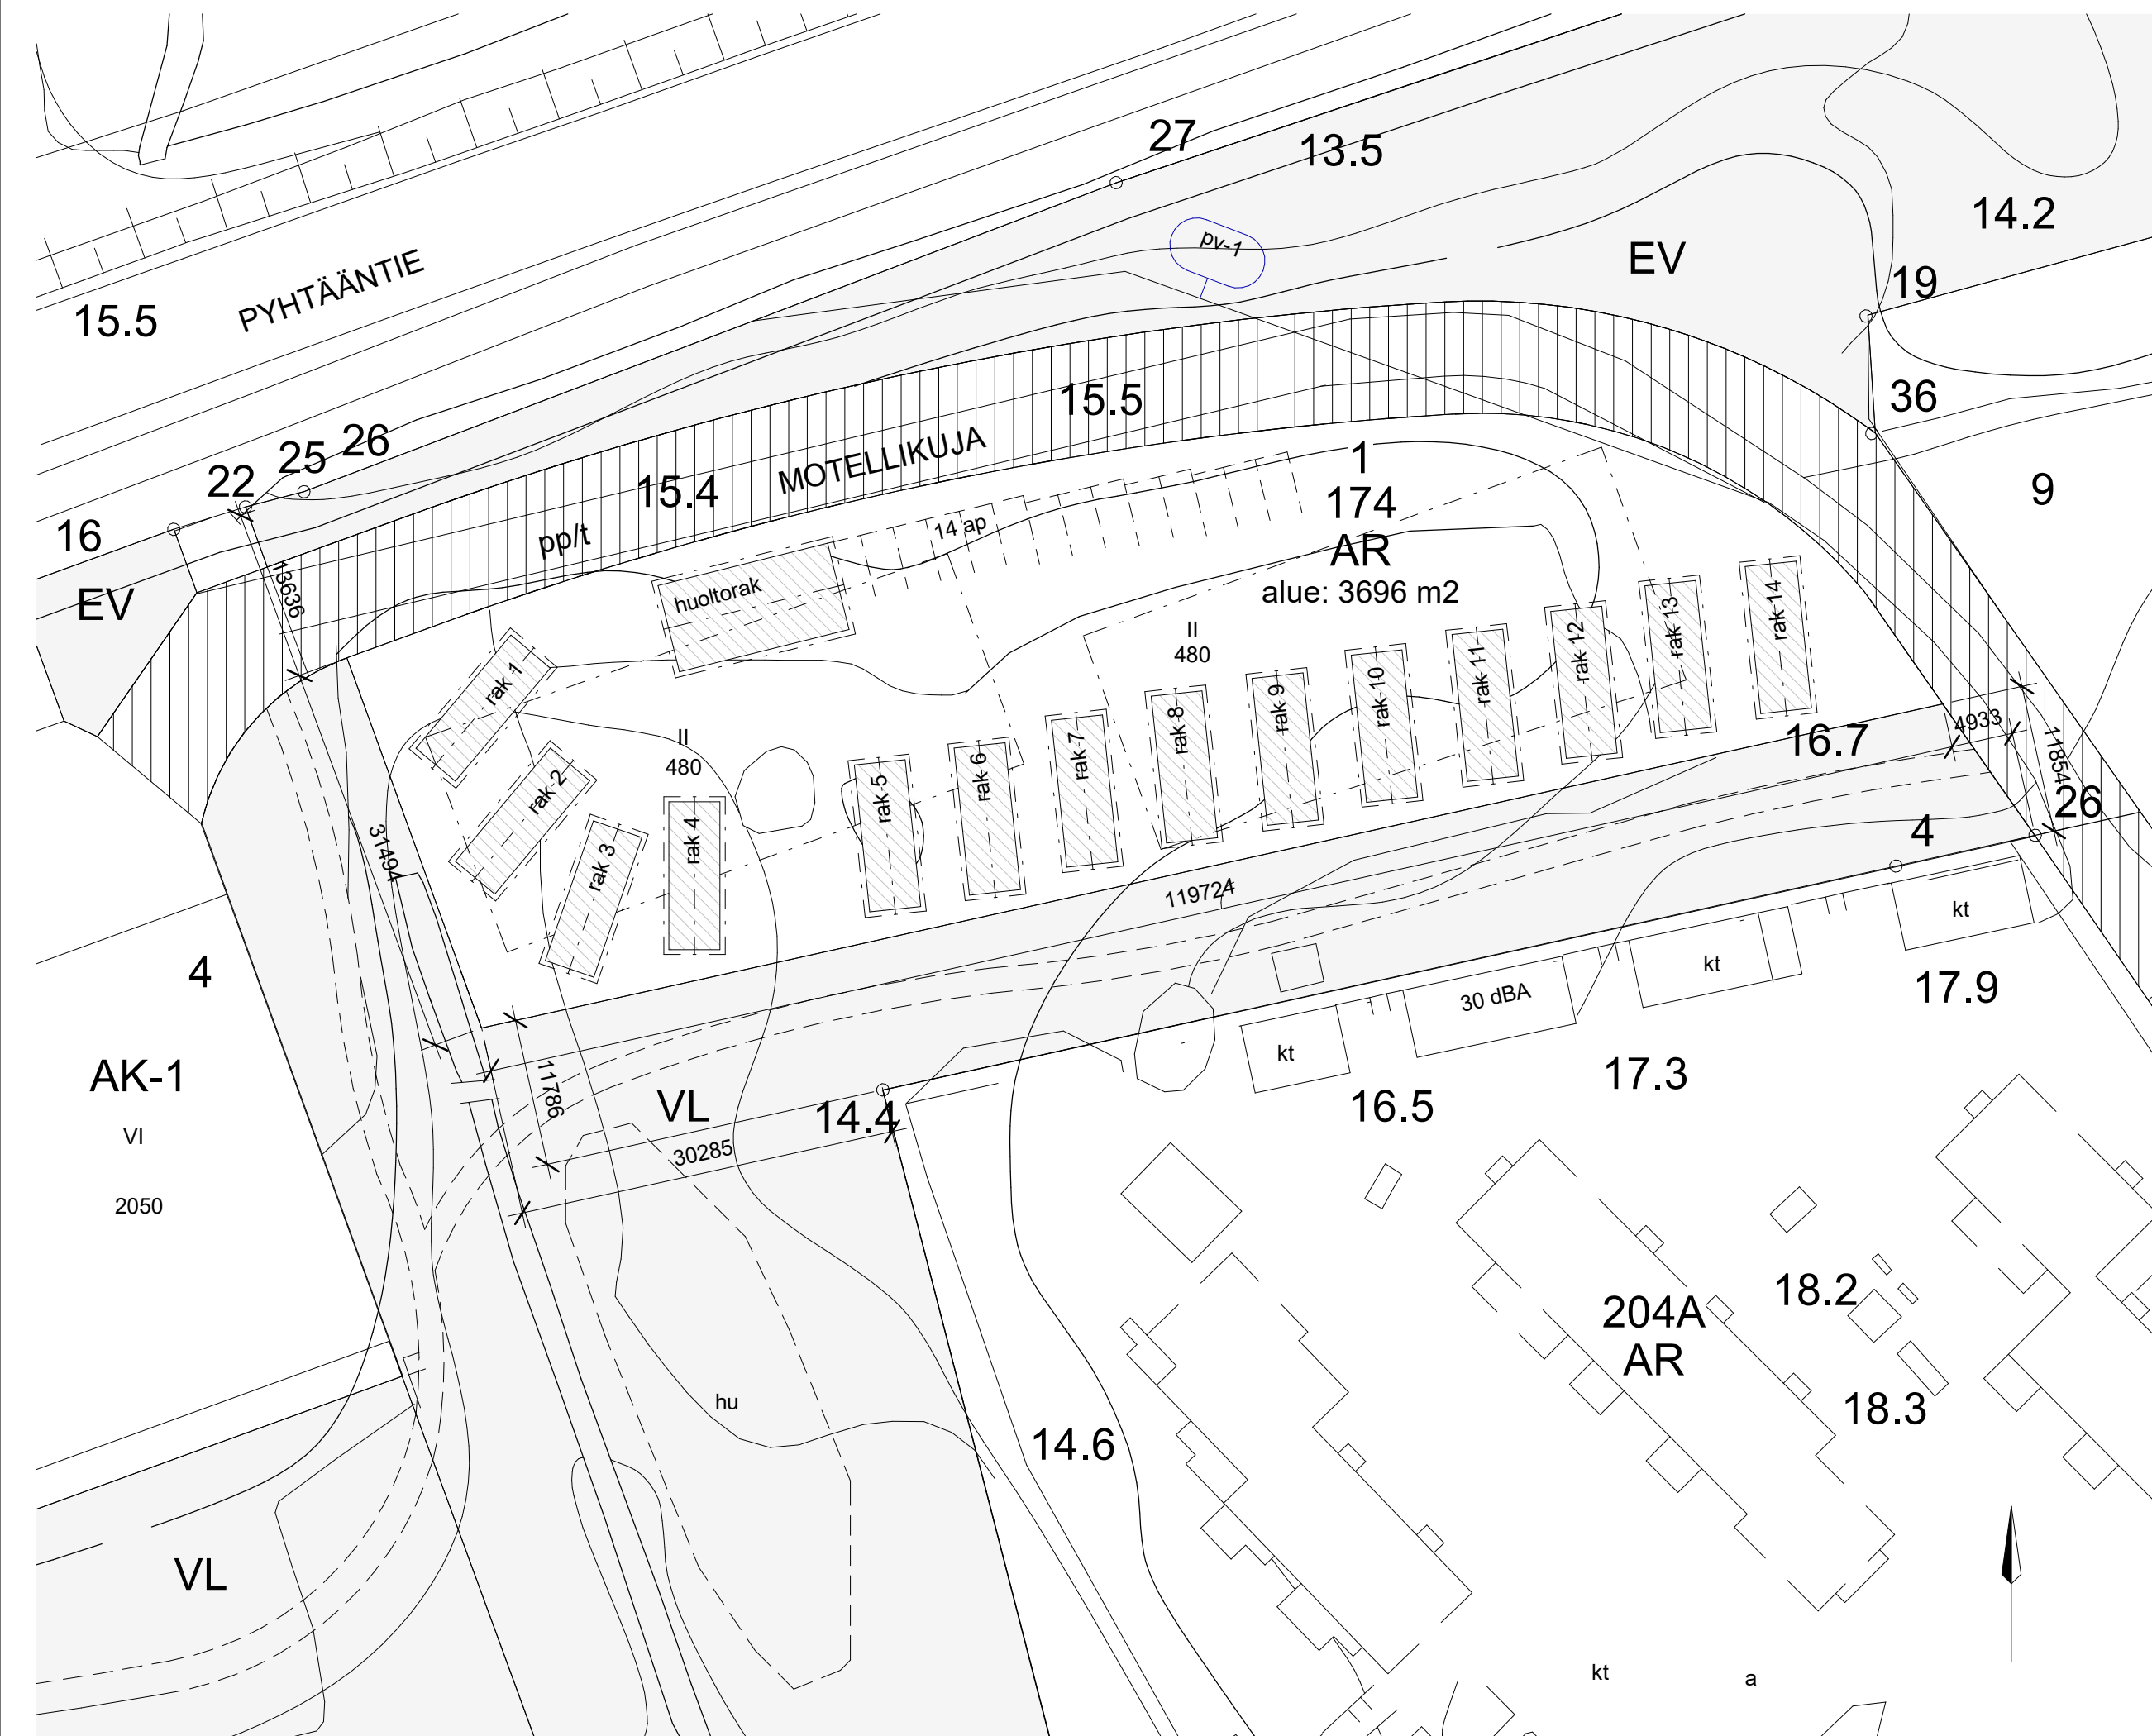 27
13.5
14.2
pv-1
EV
19
PYHTÄÄNTIE
15.5
36
15.5
26
25
22
MOTELLIKUJA
1
9
15.4
174
16
14 ap
pp/t
AR
13636
huoltorak
alue: 3696 m2
EV
rak 14
rak 13
rak 12
II
480
rak 11
rak 10
rak 9
rak 8
rak 7
rak 6
rak 5
rak 1
rak 2
rak 3
rak 4
II
480
4933
16.7
11854
26
4
31494
119724
kt
kt
30 dBA
17.9
4
kt
17.3
AK-1
11786
VL
14.4
16.5
VI
30285
2050
18.2
204A
AR
hu
18.3
14.6
VL
kt
a